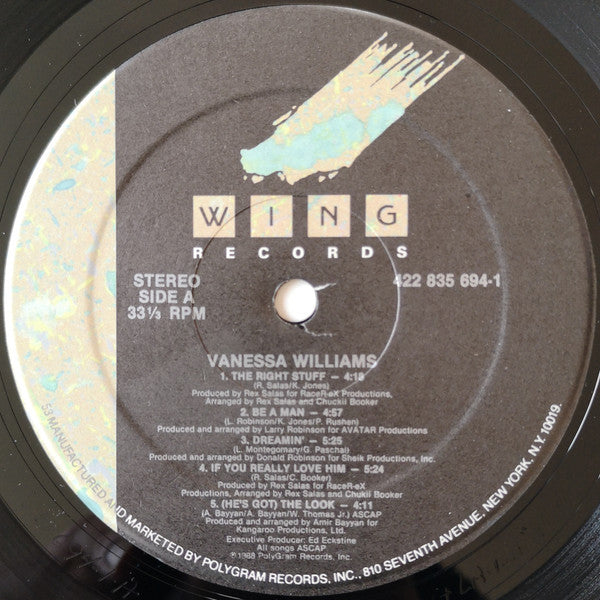 WING
RECORDS
STEREO
SIDE A
33⅓ RPM
422 835 694-1
VANESSA WILLIAMS
1. THE RIGHT STUFF – 4:18
(R. Salas/K. Jones)
Produced by Rex Salas for RaceR-eX Productions,
Arranged by Rex Salas and Chuckii Booker
2. BE A MAN – 4:57
(L. Robinson/K. Jones/P. Rushen)
Produced and arranged by Larry Robinson for AVATAR Productions
3. DREAMIN' – 5:25
(L. Montegomary/G. Paschal)
Produced and arranged by Donald Robinson for Sheik Productions, Inc.
4. IF YOU REALLY LOVE HIM – 5:24
(R. Salas/C. Booker)
Produced by Rex Salas for RaceR-eX
Productions, Arranged by Rex Salas and Chukii Booker
5. (HE'S GOT) THE LOOK – 4:11
(A. Bayyan/A. Bayyan/W. Thomas Jr.) ASCAP
Produced and arranged by Amir Bayyan for
Kangaroo Productions, Ltd.
Executive Producer: Ed Eckstine
All songs ASCAP
℗1988 PolyGram Records, Inc.
53 MANUFACTURED AND MARKETED BY POLYGRAM RECORDS, INC., 810 SEVENTH AVENUE, NEW YORK, N.Y. 10019.